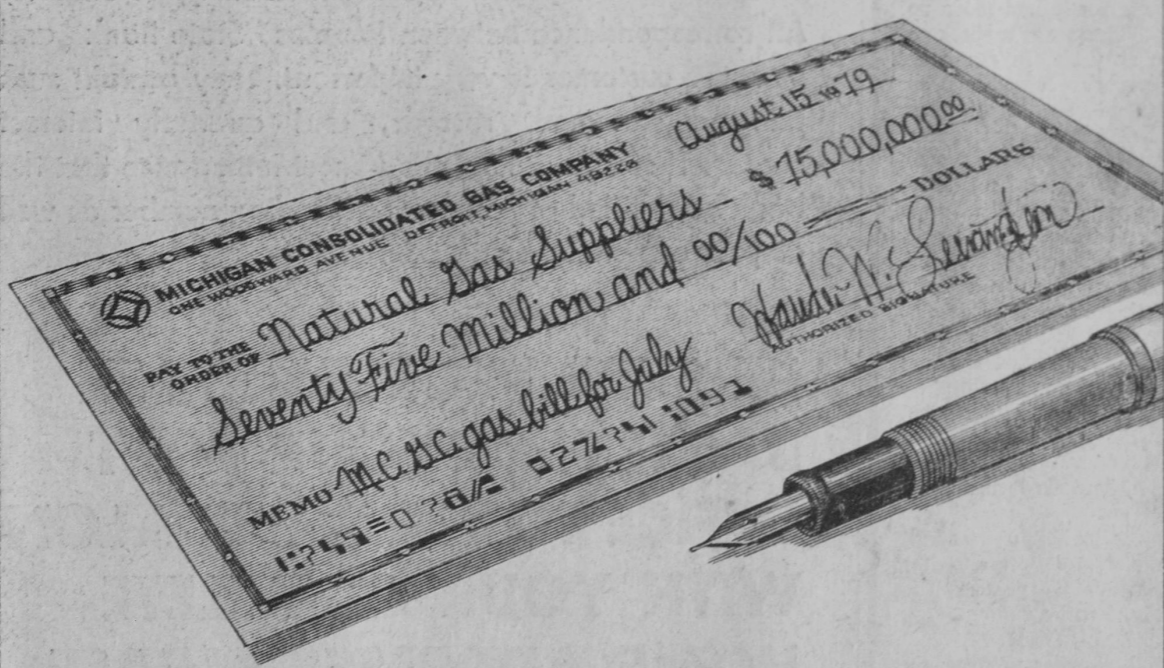 August 15 1979
MICHIGAN CONSOLIDATED GAS COMPANY
ONE WOODWARD AVENUE DETROIT, MICHIGAN 48226
$ 75,000,000 00.
PAY TO THE ORDER OF Natural Gas Suppliers
Seventy Five Million and 00/100 DOLLARS
AUTHORIZED SIGNATURE
MEMO M.C. G.C. gas bill for July